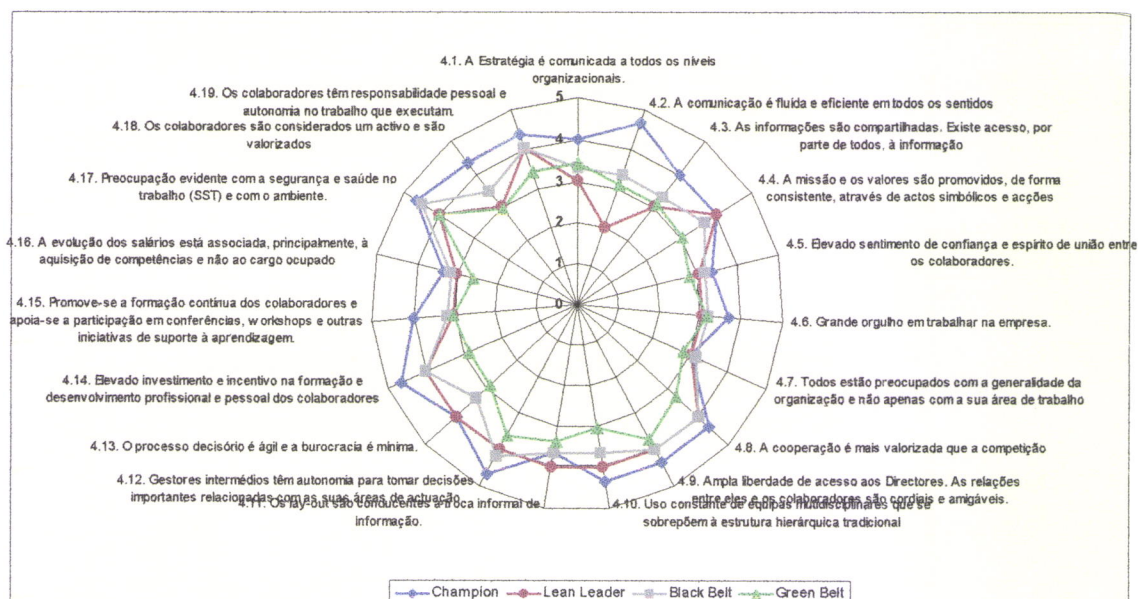 4.1. A Estratégia é comunicada a todos os níveis
organizacionais.
4.2. A comunicação é fluída e eficiente em todos os sentidos
4.3. As informações são compartilhadas. Existe acesso, por
parte de todos, à informação
4.4. A missão e os valores são promovidos, de forma
consistente, através de actos simbólicos e acções
4.5. Elevado sentimento de confiança e espírito de união entre
os colaboradores.
4.6. Grande orgulho em trabalhar na empresa.
4.7. Todos estão preocupados com a generalidade da
organização e não apenas com a sua área de trabalho
4.8. A cooperação é mais valorizada que a competição
4.9. Ampla liberdade de acesso aos Directores. As relações
entre eles e os colaboradores são cordiais e amigáveis.
4.10. Uso constante de equipas multidisciplinares que se
sobrepõem à estrutura hierárquica tradicional
4.11. Os lay-out são conducentes à troca informal de
informação.
4.12. Gestores intermédios têm autonomia para tomar decisões
importantes relacionadas com as suas áreas de actuação.
4.13. O processo decisório é ágil e a burocracia é mínima.
4.14. Elevado investimento e incentivo na formação e
desenvolvimento profissional e pessoal dos colaboradores
4.15. Promove-se a formação contínua dos colaboradores e
apoia-se a participação em conferências, workshops e outras
iniciativas de suporte à aprendizagem.
4.16. A evolução dos salários está associada, principalmente, à
aquisição de competências e não ao cargo ocupado
4.17. Preocupação evidente com a segurança e saúde no
trabalho (SST) e com o ambiente.
4.18. Os colaboradores são considerados um activo e são
valorizados
4.19. Os colaboradores têm responsabilidade pessoal e
autonomia no trabalho que executam.
5
4
3
2
1
0
Champion Lean Leader Black Belt Green Belt